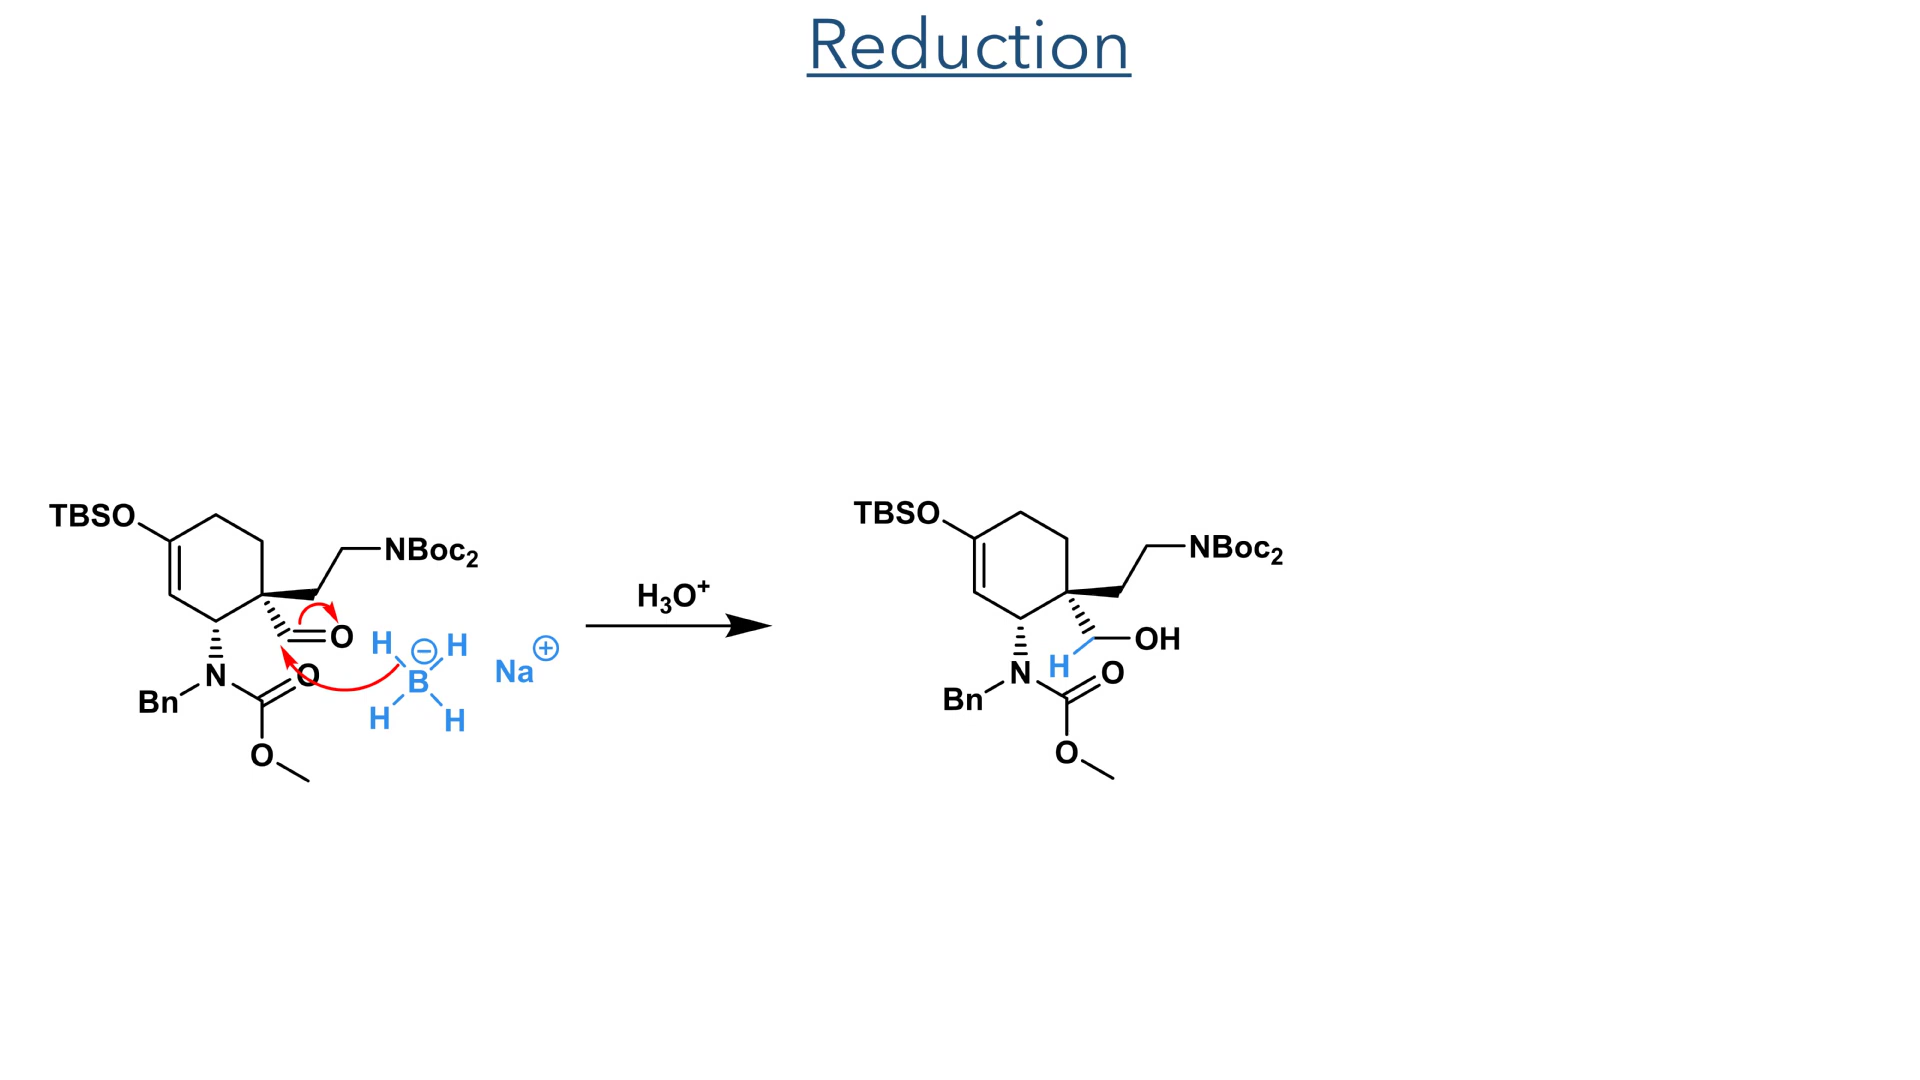 Reduction
TBSO
NBoc₂
O
H H
⊖
B
H H
Na ⊕
N
O
Bn
O
H₃O⁺
TBSO
NBoc₂
OH
H
N
O
Bn
O